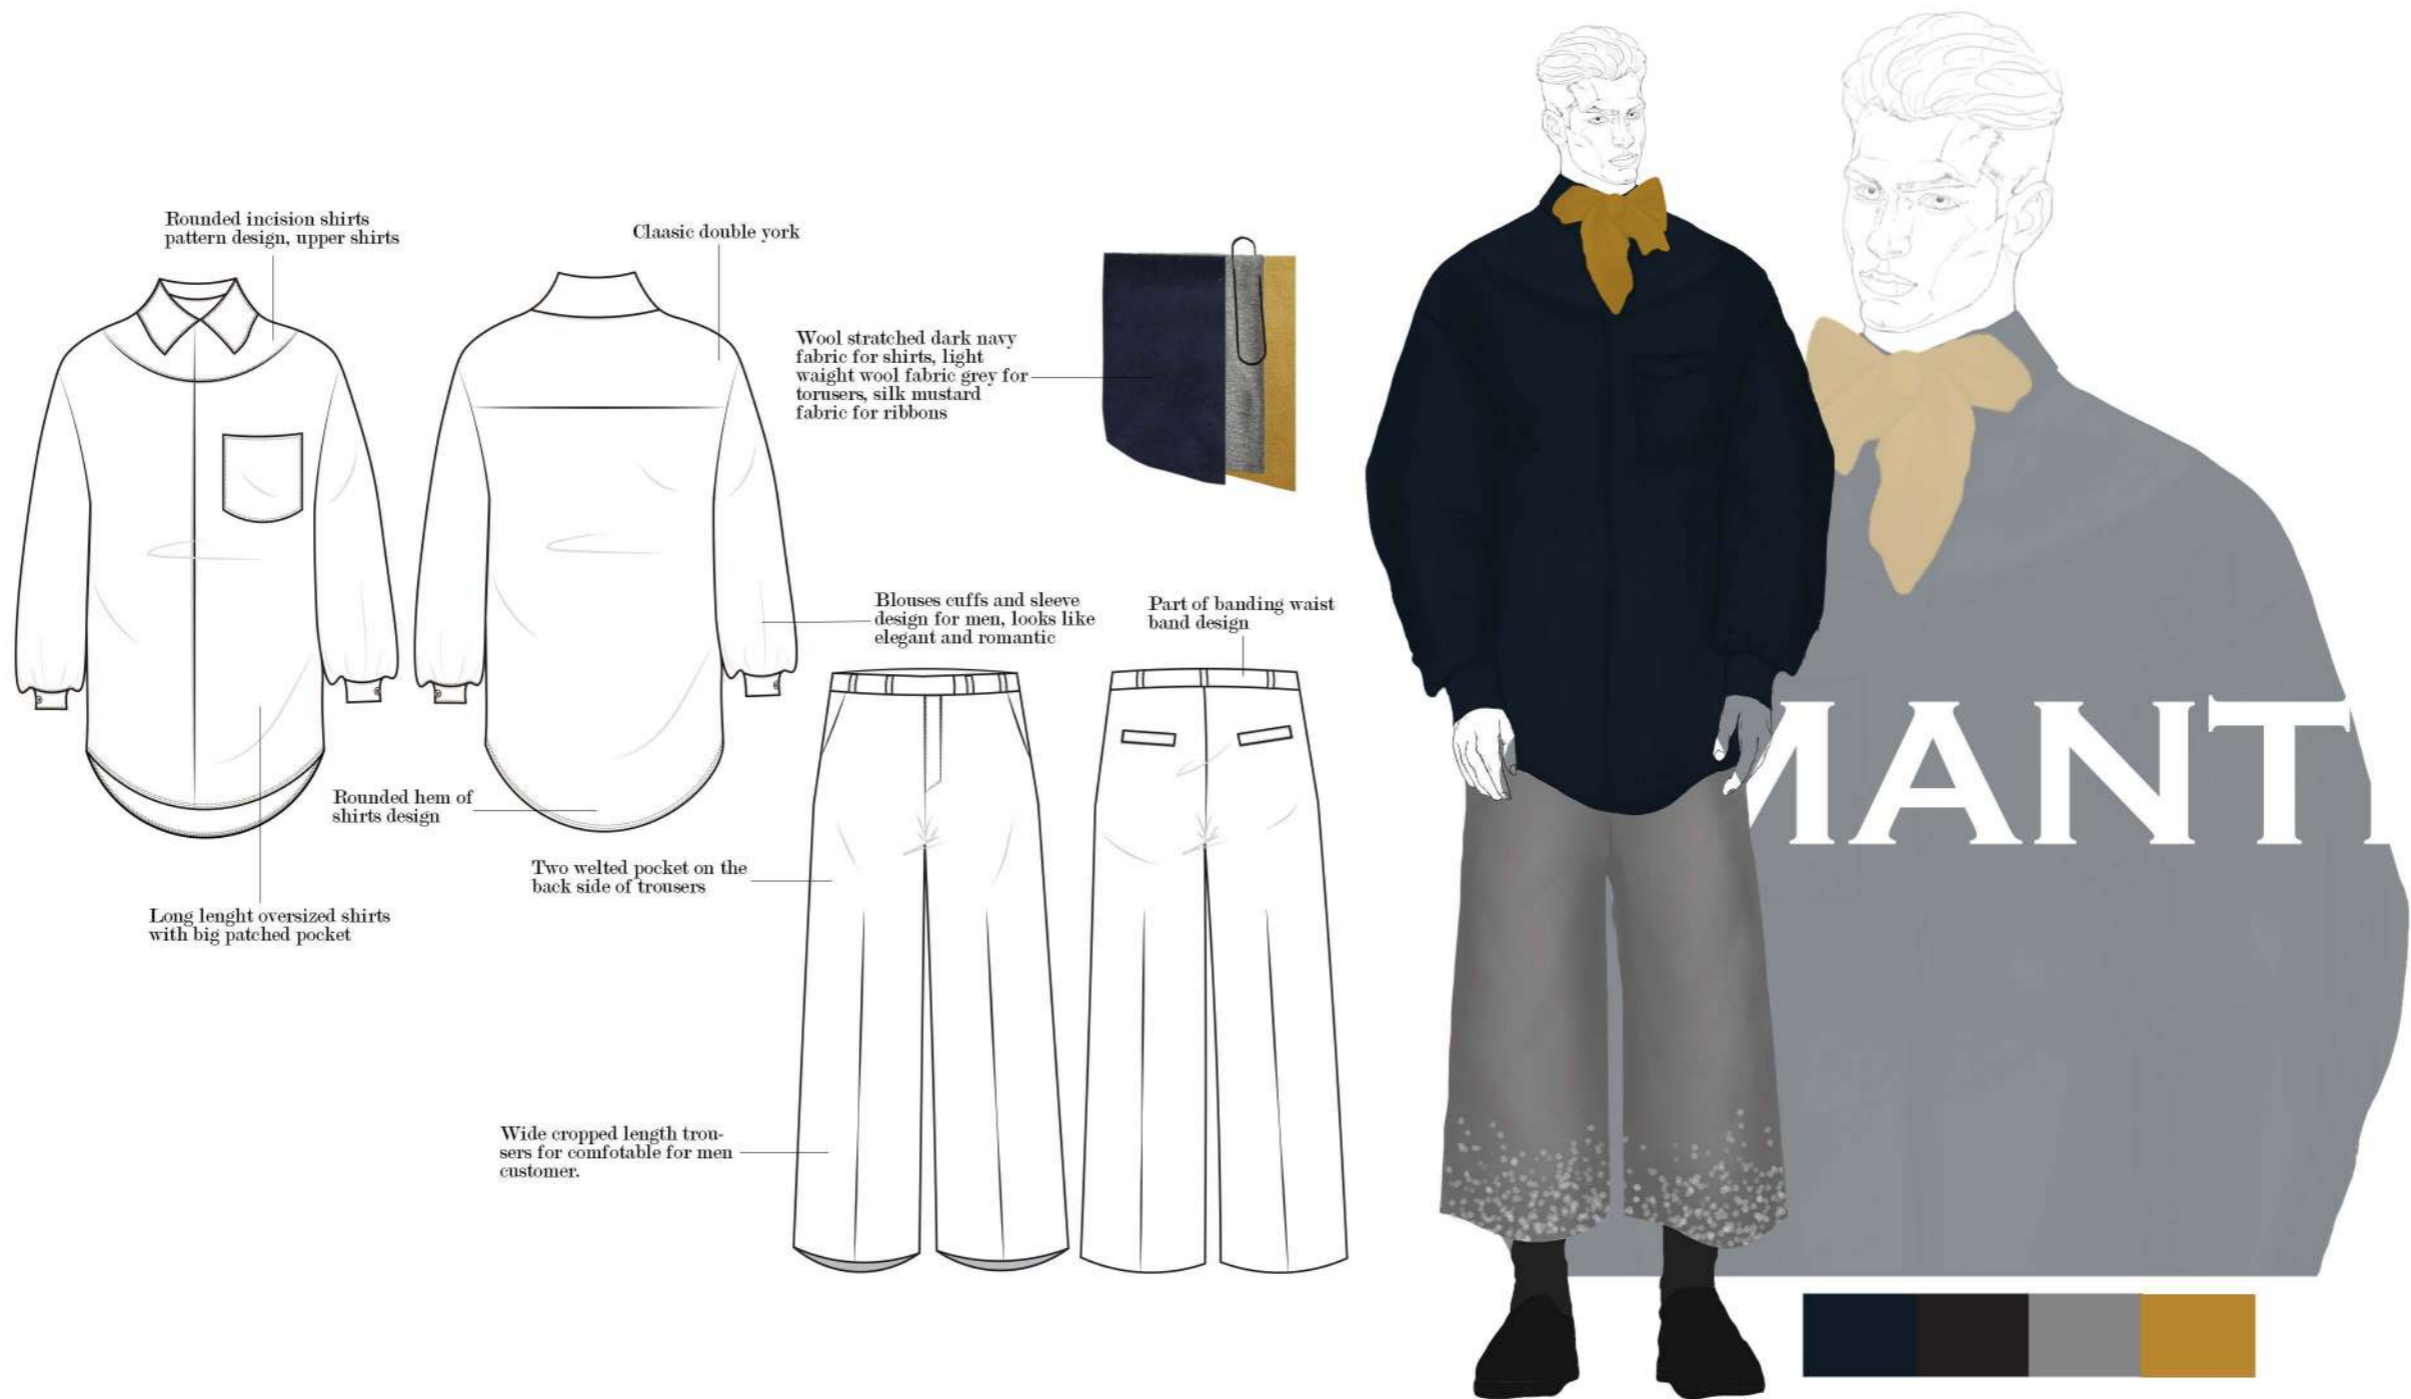 Rounded incision shirts
pattern design, upper shirts
Claasic double york
Wool stratched dark navy
fabric for shirts, light
waight wool fabric grey for
torusers, silk mustard
fabric for ribbons
Blouses cuffs and sleeve
design for men, looks like
elegant and romantic
Part of banding waist
band design
Rounded hem of
shirts design
Two welted pocket on the
back side of trousers
Long lenght oversized shirts
with big patched pocket
Wide cropped length trou-
sers for comfotable for men
customer.
MANT